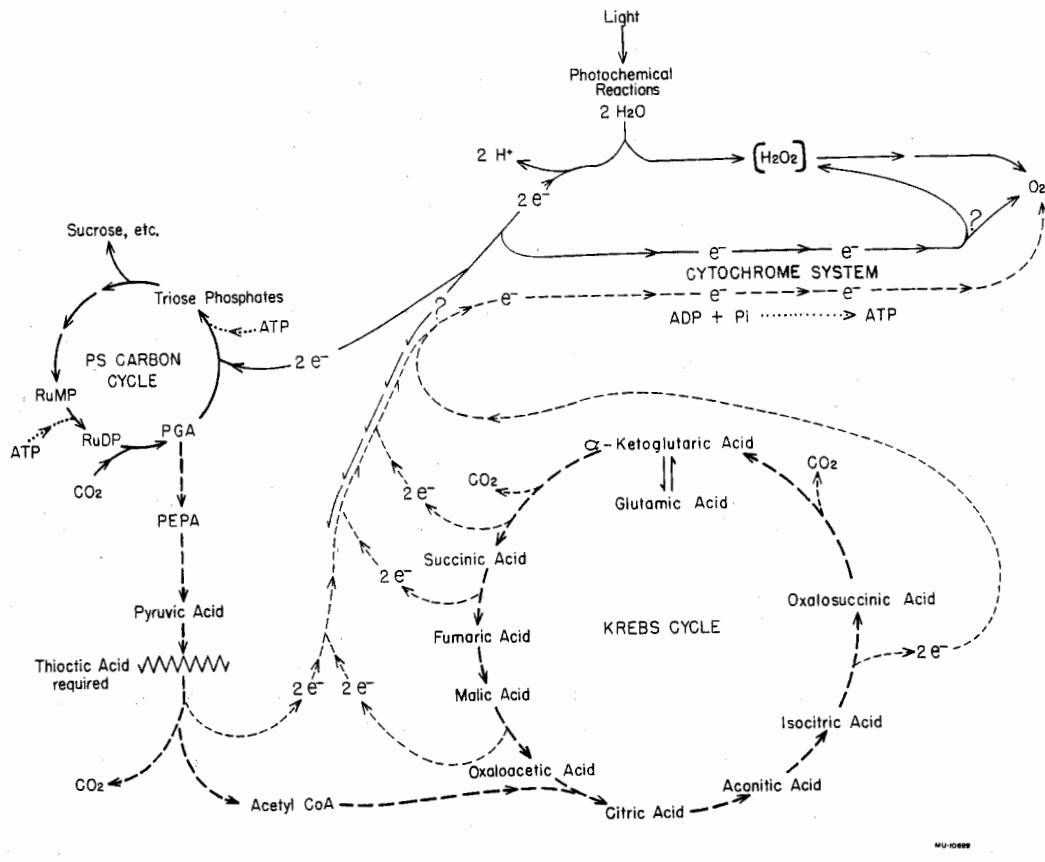 Light
Photochemical
Reactions
2 H2O
2 H+
[H2O2]
O2
2 e-
?
e- e-
CYTOCHROME SYSTEM
e- e- e-
ADP + Pi ATP
Sucrose, etc.
Triose Phosphates
ATP
2 e-
?
PS CARBON
CYCLE
RuMP
RuDP
PGA
ATP
CO2
PEPA
Pyruvic Acid
Thioctic Acid
required
CO2
Acetyl CoA
2 e- 2 e-
2 e-
2 e-
CO2
α-Ketoglutaric Acid
Glutamic Acid
CO2
Succinic Acid
Fumaric Acid
KREBS CYCLE
Oxalosuccinic Acid
2 e-
Malic Acid
Isocitric Acid
Oxaloacetic Acid
Aconitic Acid
Citric Acid
MU-10699